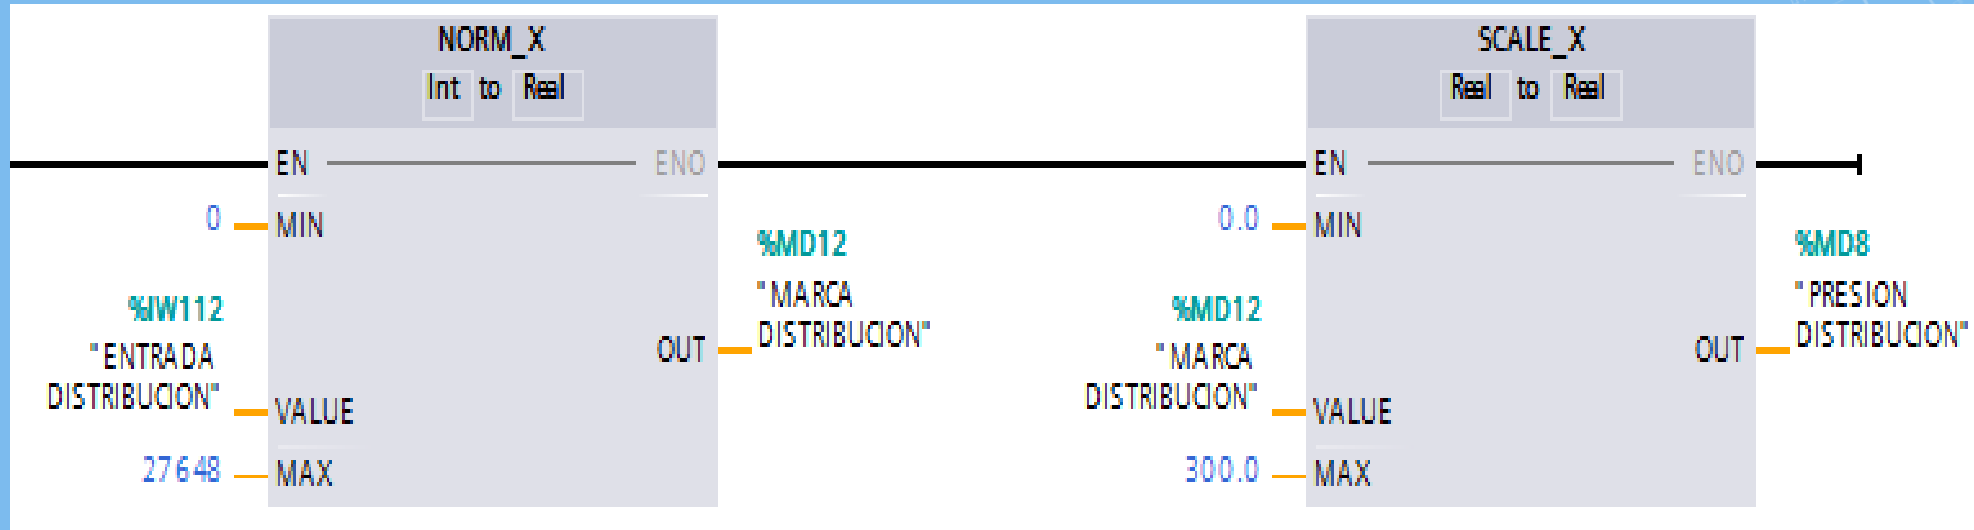 NORM_X
Int to Real
EN
ENO
0
MIN
%MD12
"MARCA
DISTRIBUCION"
%IW112
"ENTRADA
DISTRIBUCION"
OUT
VALUE
27648
MAX
SCALE_X
Real to Real
EN
ENO
0.0
MIN
%MD8
"PRESION
DISTRIBUCION"
%MD12
"MARCA
DISTRIBUCION"
OUT
VALUE
300.0
MAX